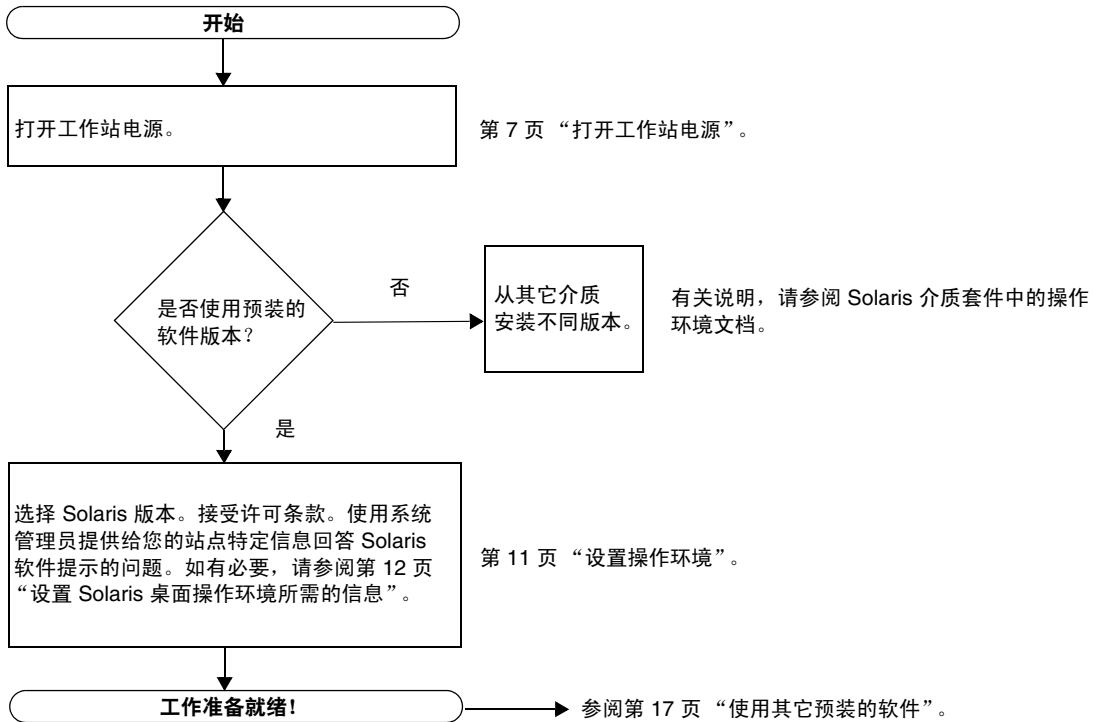 开始
打开工作站电源。
第 7 页 “打开工作站电源”。
是否使用预装的
软件版本？
否
从其它介质
安装不同版本。
有关说明，请参阅 Solaris 介质套件中的操作
环境文档。
是
选择 Solaris 版本。接受许可条款。使用系统
管理员提供给您的站点特定信息回答 Solaris
软件提示的问题。如有必要，请参阅第 12 页
“设置 Solaris 桌面操作环境所需的信息”。
第 11 页 “设置操作环境”。
工作准备就绪!
参阅第 17 页 “使用其它预装的软件”。